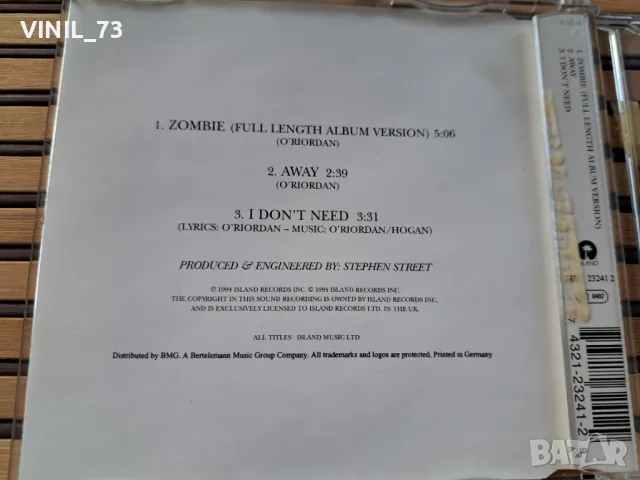 VILI_73
1. ZOMBIE (FULL LENGTH ALBUM VERSION) 5:06
(O'RIORDAN)
2. AWAY 2:39
(O'RIORDAN)
3. I DON'T NEED 3:31
(LYRICS: O'RIORDAN – MUSIC: O'RIORDAN/HOGAN)
PRODUCED & ENGINEERED BY: STEPHEN STREET
℗ 1994 ISLAND RECORDS INC. © 1994 ISLAND RECORDS INC.
THE COPYRIGHT IN THIS SOUND RECORDING IS OWNED BY ISLAND RECORDS INC,
AND IS EXCLUSIVELY LICENSED TO ISLAND RECORDS LTD. IN THE UK.
ALL TITLES : ISLAND MUSIC LTD
Distributed by BMG. A Bertelsmann Music Group Company. All trademarks and logos are protected. Printed in Germany
1. ZOMBIE (FULL LENGTH ALBUM VERSION)
2. AWAY
3. I DON'T NEED
23241 2
0407
4321-23241-2
BAZAR